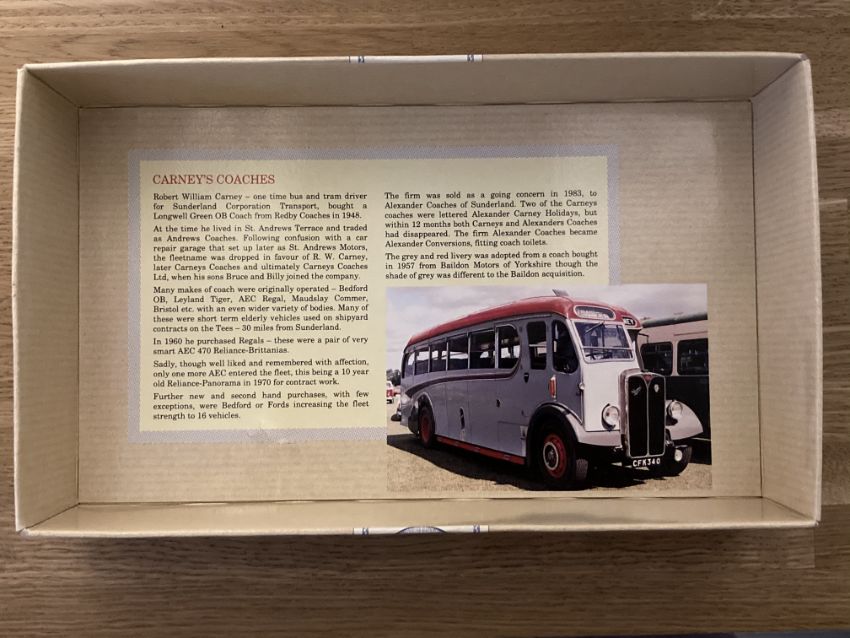 CARNEY'S COACHES
Robert William Carney – one time bus and tram driver
for Sunderland Corporation Transport, bought a
Longwell Green OB Coach from Redby Coaches in 1948.
At the time he lived in St. Andrews Terrace and traded
as Andrews Coaches. Following confusion with a car
repair garage that set up later as St. Andrews Motors,
the fleetname was dropped in favour of R. W. Carney,
later Carneys Coaches and ultimately Carneys Coaches
Ltd, when his sons Bruce and Billy joined the company.
Many makes of coach were originally operated – Bedford
OB, Leyland Tiger, AEC Regal, Maudslay Commer,
Bristol etc. with an even wider variety of bodies. Many of
these were short term elderly vehicles used on shipyard
contracts on the Tees – 30 miles from Sunderland.
In 1960 he purchased Regals – these were a pair of very
smart AEC 470 Reliance-Brittanias.
Sadly, though well liked and remembered with affection,
only one more AEC entered the fleet, this being a 10 year
old Reliance-Panorama in 1970 for contract work.
Further new and second hand purchases, with few
exceptions, were Bedford or Fords increasing the fleet
strength to 16 vehicles.
The firm was sold as a going concern in 1983, to
Alexander Coaches of Sunderland. Two of the Carneys
coaches were lettered Alexander Carney Holidays, but
within 12 months both Carneys and Alexanders Coaches
had disappeared. The firm Alexander Coaches became
Alexander Conversions, fitting coach toilets.
The grey and red livery was adopted from a coach bought
in 1957 from Baildon Motors of Yorkshire though the
shade of grey was different to the Baildon acquisition.
CFK340